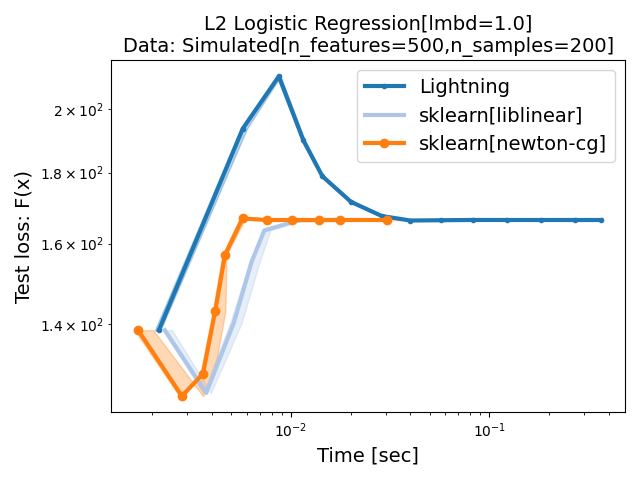 L2 Logistic Regression[lmbd=1.0]
Data: Simulated[n_features=500,n_samples=200]
Lightning
sklearn[liblinear]
sklearn[newton-cg]
Test loss: F(x)
2 × 10²
1.8 × 10²
1.6 × 10²
1.4 × 10²
10⁻²
10⁻¹
Time [sec]